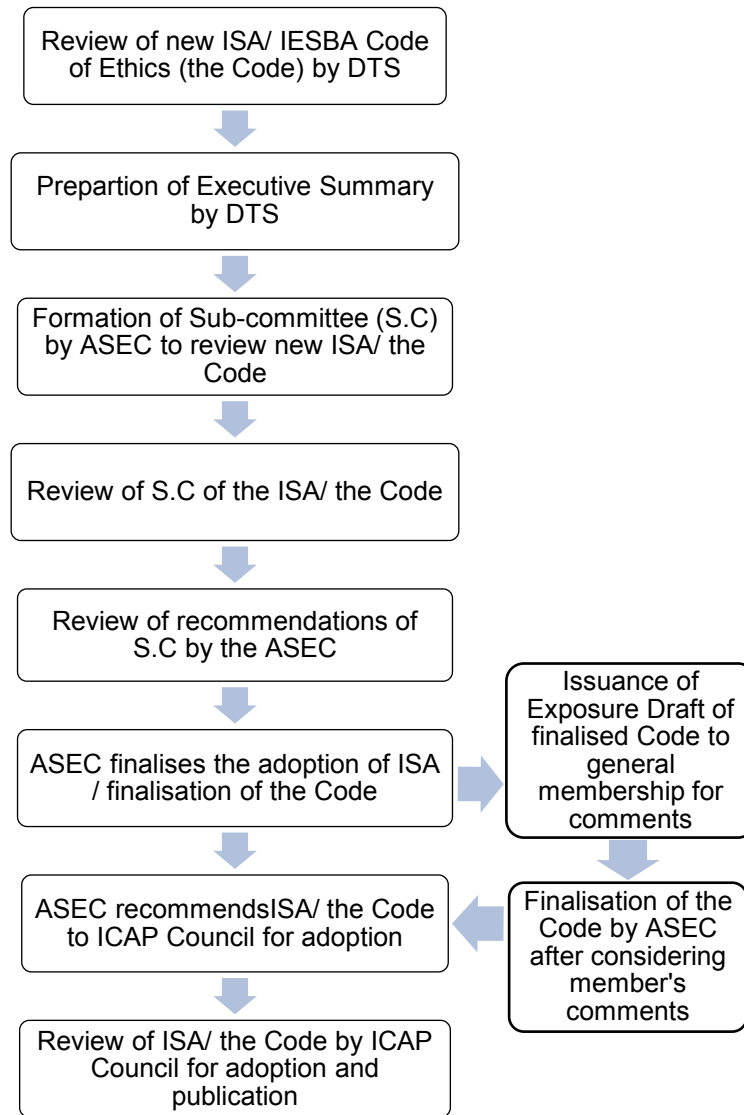 Review of new ISA/ IESBA Code
of Ethics (the Code) by DTS
Prepartion of Executive Summary
by DTS
Formation of Sub-committee (S.C)
by ASEC to review new ISA/ the
Code
Review of S.C of the ISA/ the Code
Review of recommendations of
S.C by the ASEC
ASEC finalises the adoption of ISA
/ finalisation of the Code
Issuance of
Exposure Draft of
finalised Code to
general
membership for
comments
Finalisation of the
Code by ASEC
after considering
member's
comments
ASEC recommendsISA/ the Code
to ICAP Council for adoption
Review of ISA/ the Code by ICAP
Council for adoption and
publication